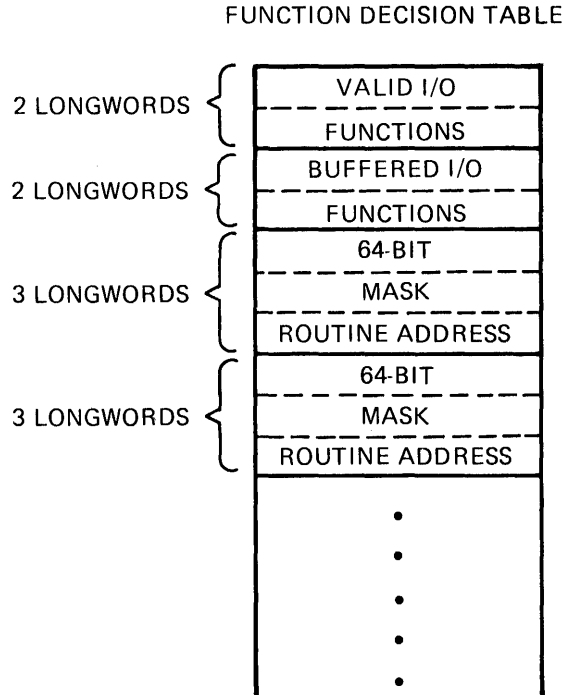 FUNCTION DECISION TABLE
2 LONGWORDS
VALID I/O
FUNCTIONS
2 LONGWORDS
BUFFERED I/O
FUNCTIONS
3 LONGWORDS
64-BIT
MASK
ROUTINE ADDRESS
3 LONGWORDS
64-BIT
MASK
ROUTINE ADDRESS